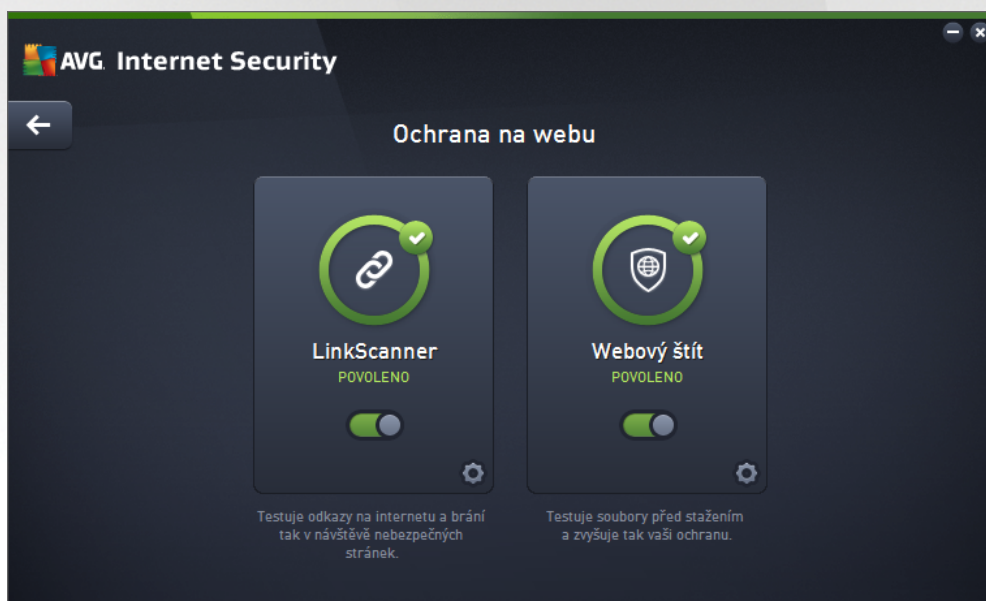 AVG. Internet Security
Ochrana na webu
LinkScanner
POVOLENO
Testuje odkazy na internetu a brání
tak v návštěvě nebezpečných
stránek.
Webový štít
POVOLENO
Testuje soubory před stažením
a zvyšuje tak vaši ochranu.